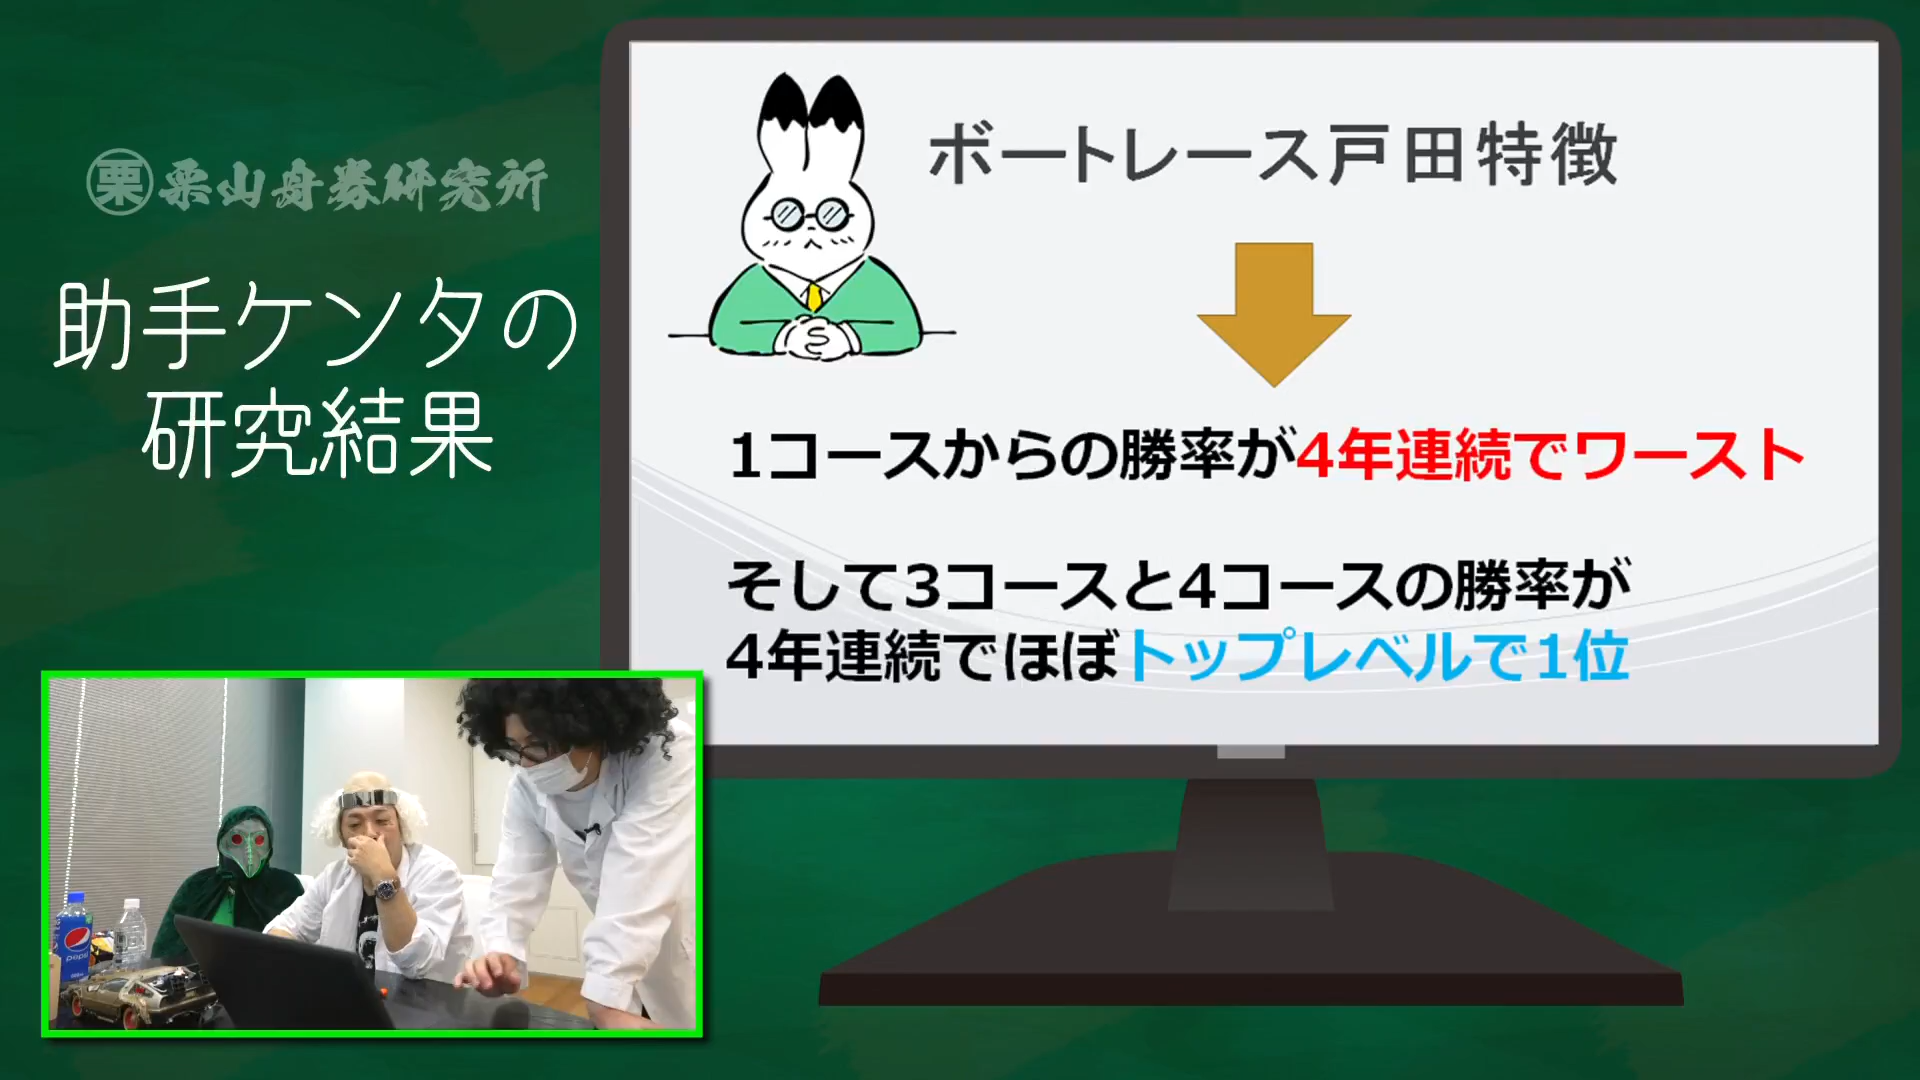 栗 栗山舟券研究所
助手ケンタの
研究結果
ボートレース戸田特徴
1コースからの勝率が4年連続でワースト
そして3コースと4コースの勝率が
4年連続でほぼトップレベルで1位
pepsi